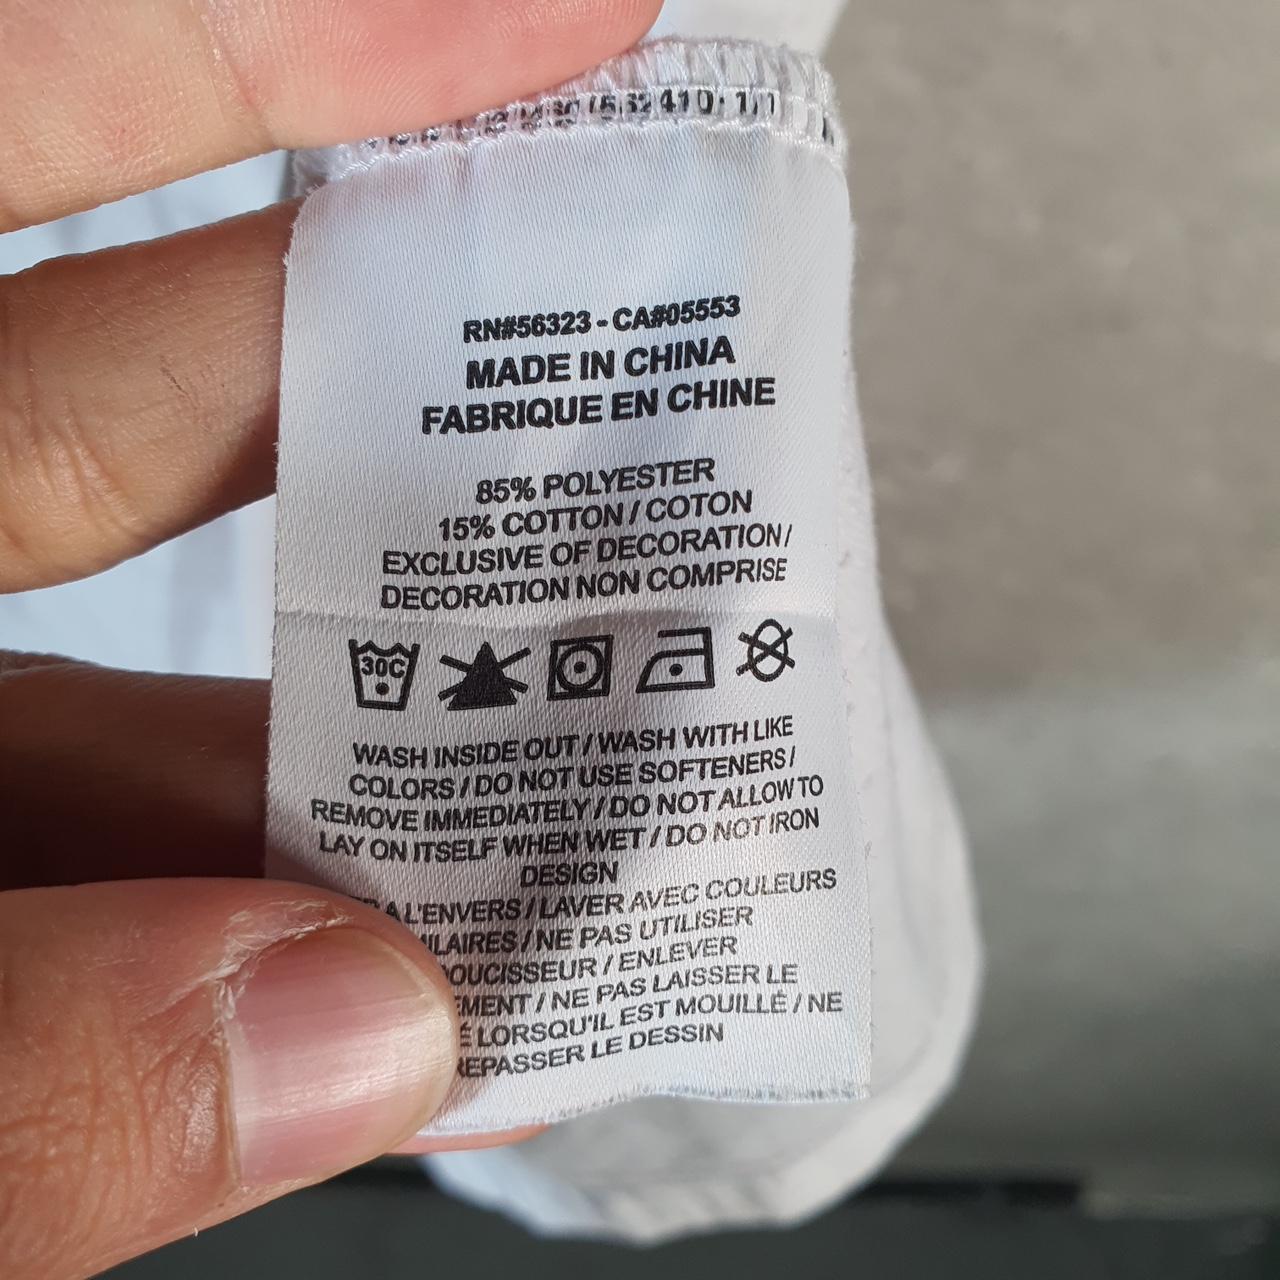 RN#56323 - CA#05553
MADE IN CHINA
FABRIQUE EN CHINE
85% POLYESTER
15% COTTON / COTON
EXCLUSIVE OF DECORATION /
DECORATION NON COMPRISE
30C
WASH INSIDE OUT / WASH WITH LIKE
COLORS / DO NOT USE SOFTENERS /
REMOVE IMMEDIATELY / DO NOT ALLOW TO
LAY ON ITSELF WHEN WET / DO NOT IRON
DESIGN
A L'ENVERS / LAVER AVEC COULEURS
/ NE PAS UTILISER
/ ENLEVER
/ NE PAS LAISSER LE
LORSQU'IL EST MOUILLÉ / NE
REPASSER LE DESSIN